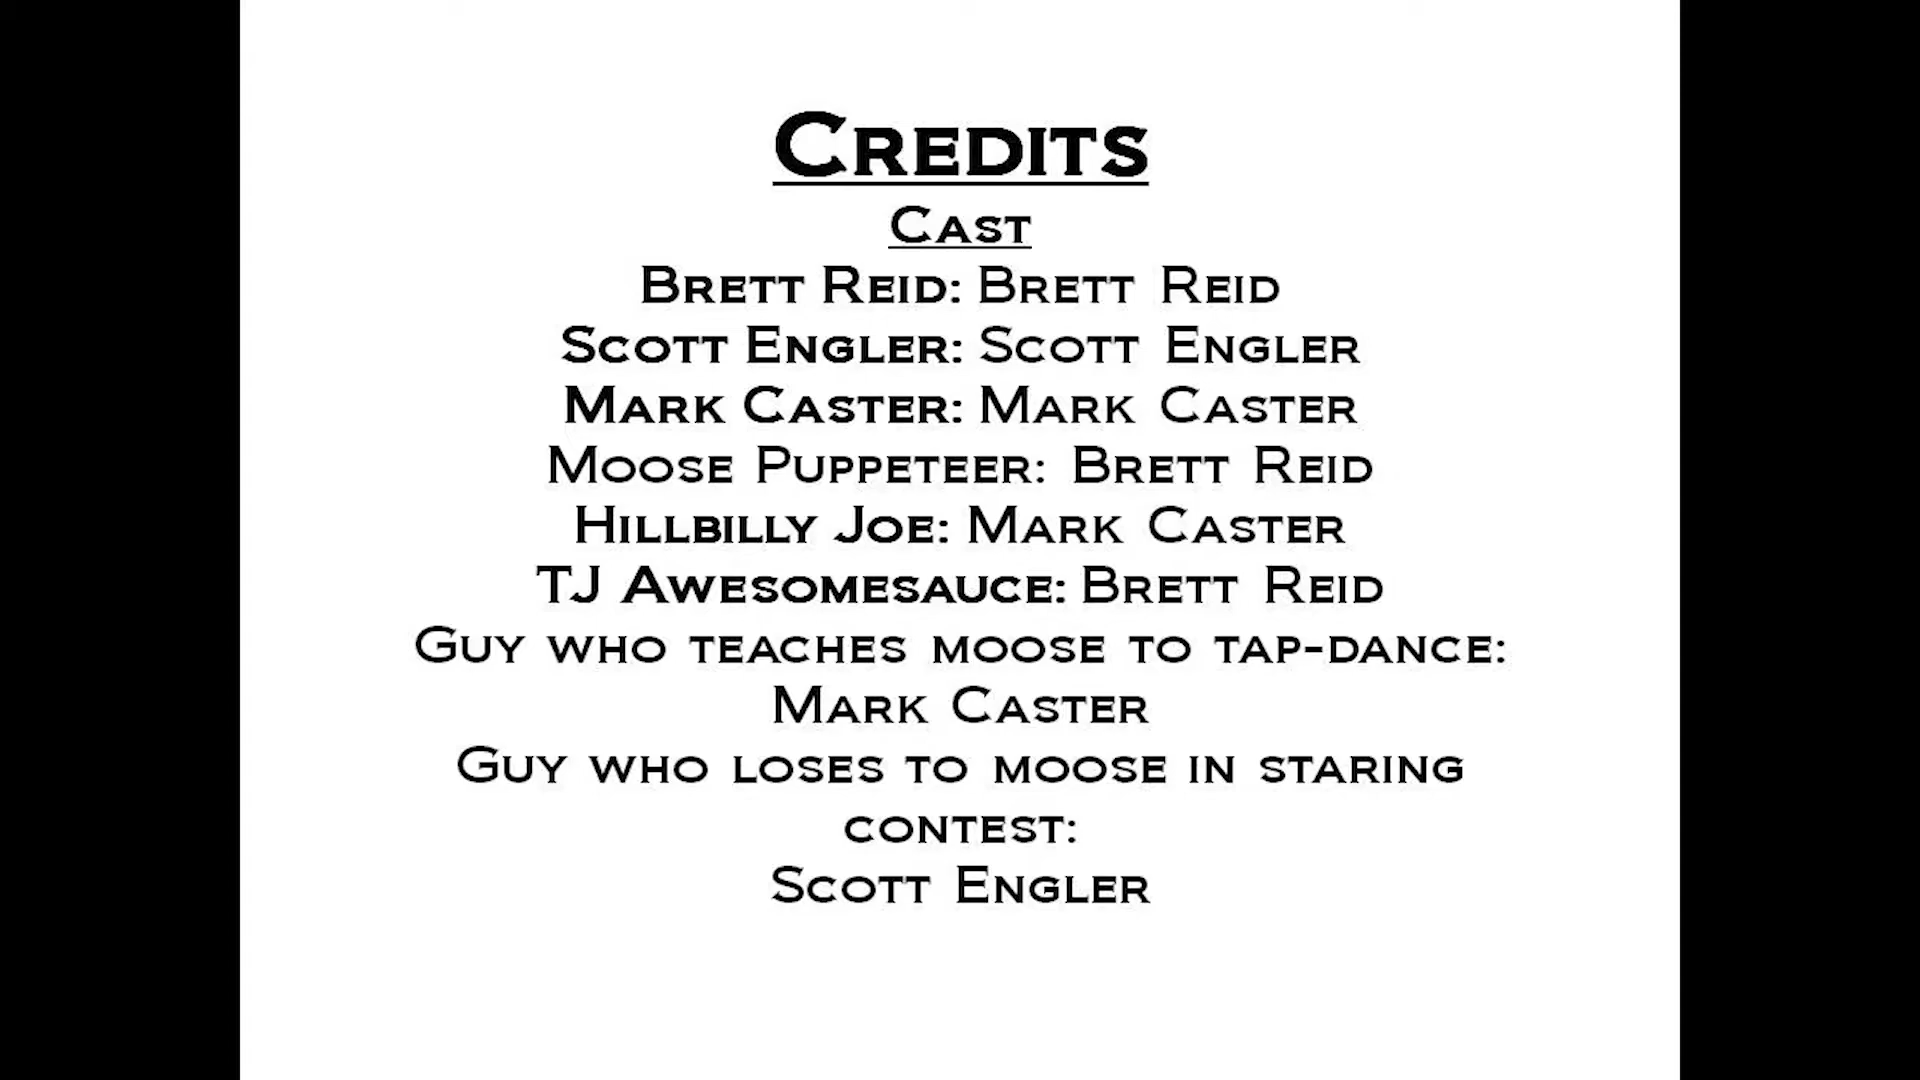 Credits
Cast
Brett Reid: Brett Reid
Scott Engler: Scott Engler
Mark Caster: Mark Caster
Moose Puppeteer: Brett Reid
Hillbilly Joe: Mark Caster
TJ Awesomesauce: Brett Reid
Guy who teaches moose to tap-dance:
Mark Caster
Guy who loses to moose in staring
contest:
Scott Engler